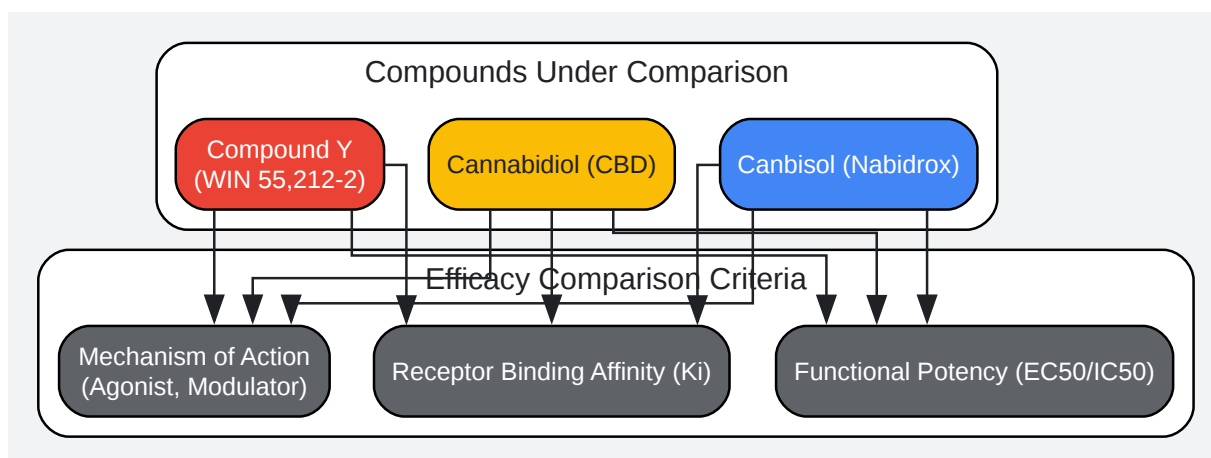 Compounds Under Comparison
Compound Y
(WIN 55,212-2)
Cannabidiol (CBD)
Canbisol (Nabidrox)
Efficacy Comparison Criteria
Mechanism of Action
(Agonist, Modulator)
Receptor Binding Affinity (Ki)
Functional Potency (EC50/IC50)